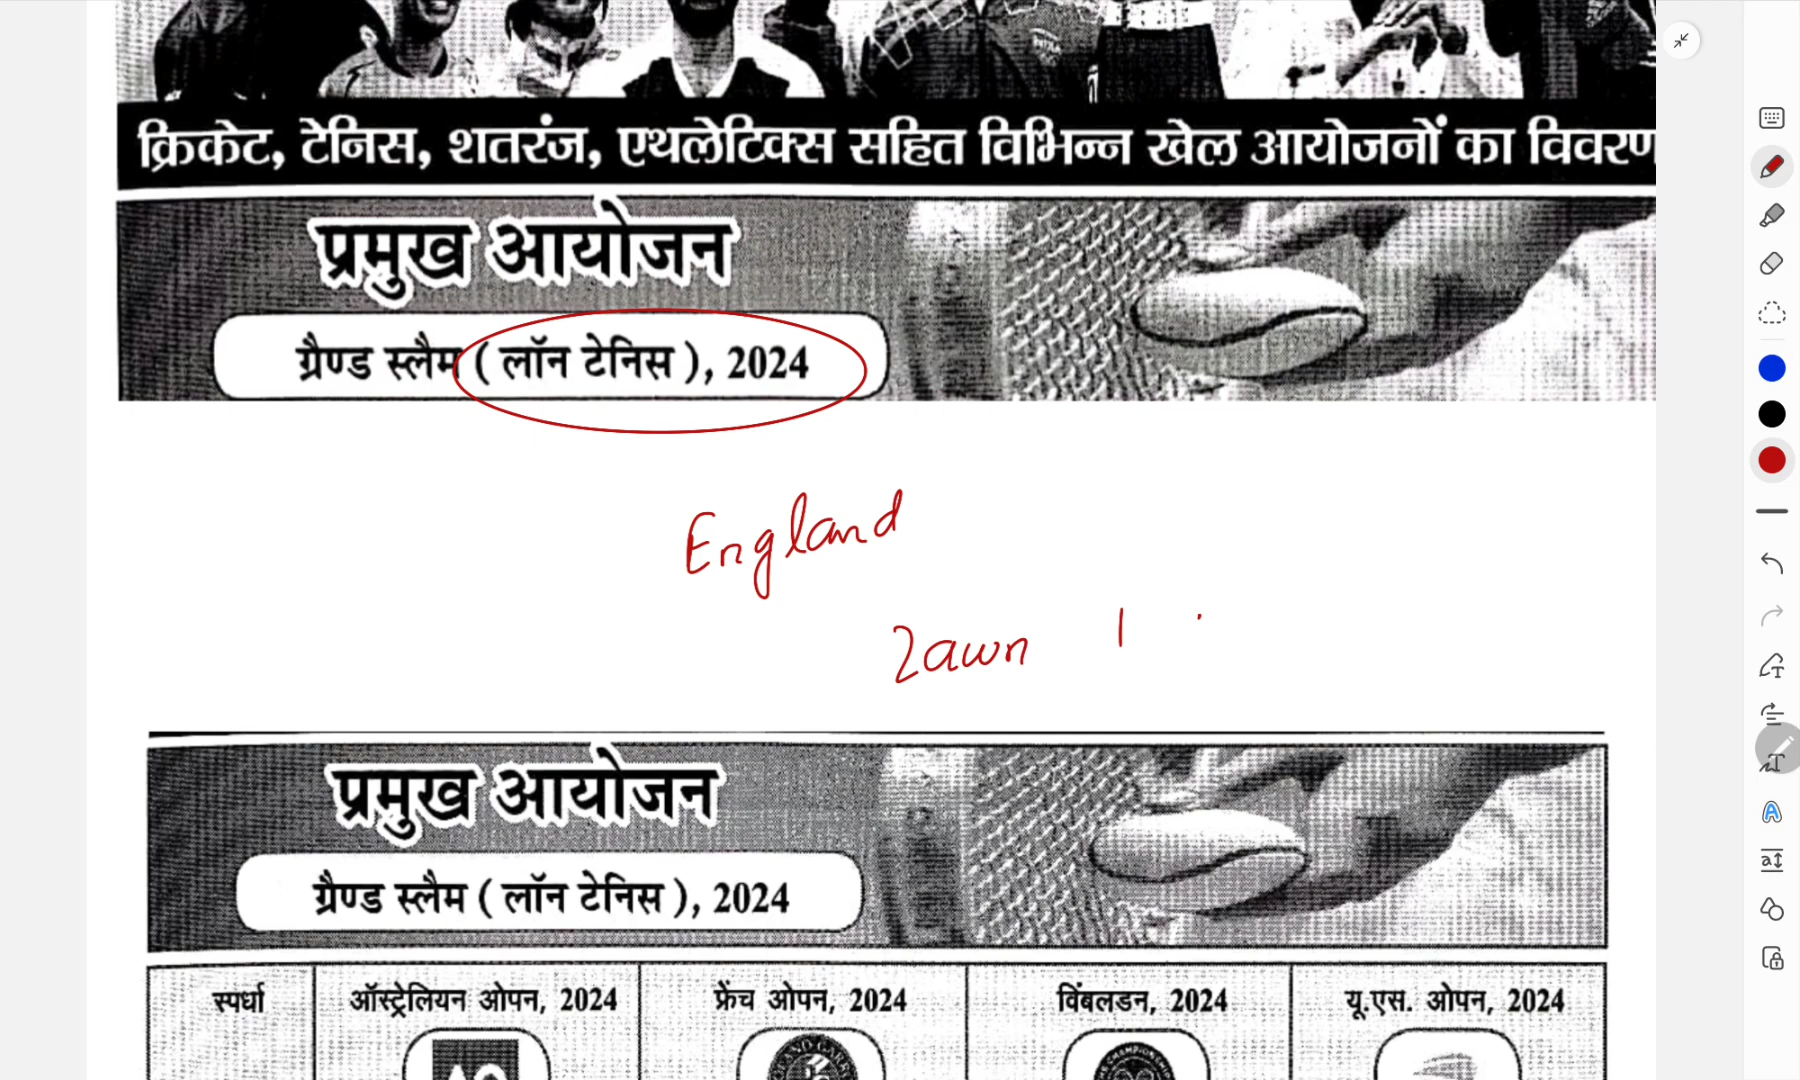 क्रिकेट, टेनिस, शतरंज, एथलेटिक्स सहित विभिन्न खेल आयोजनों का विवरण
प्रमुख आयोजन
ग्रैण्ड स्लैम ( लॉन टेनिस ), 2024
England
Lawn
प्रमुख आयोजन
ग्रैण्ड स्लैम ( लॉन टेनिस ), 2024
स्पर्धा ऑस्ट्रेलियन ओपन, 2024 फ्रेंच ओपन, 2024 विंबलडन, 2024 यू.एस. ओपन, 2024